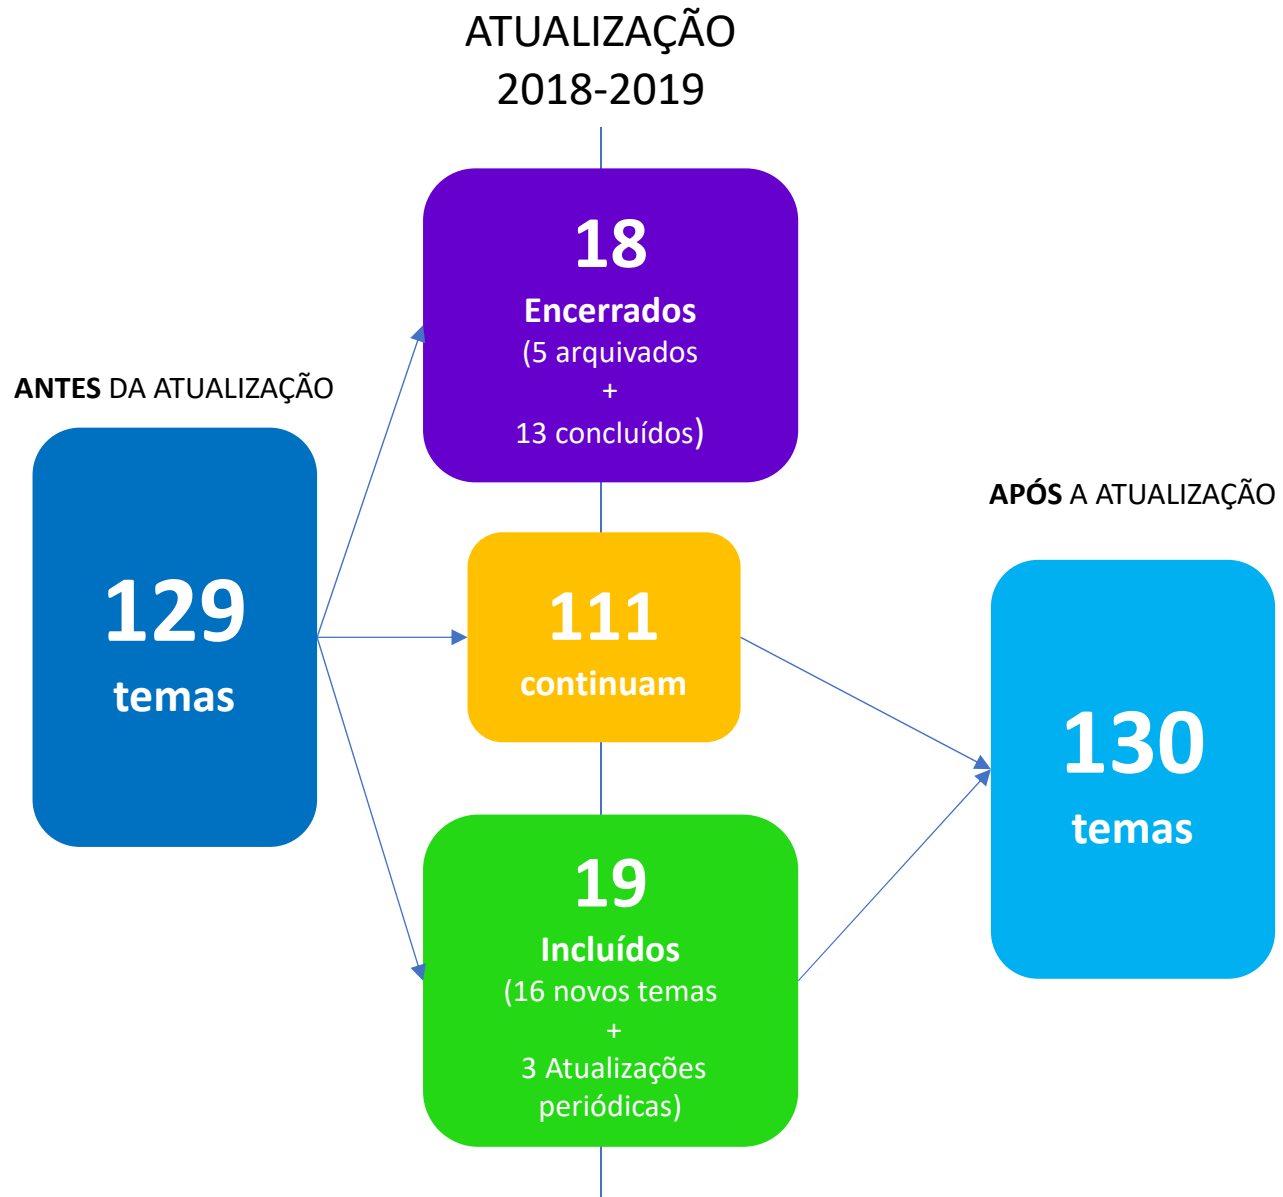 ATUALIZAÇÃO
2018-2019
18
Encerrados
(5 arquivados
+
13 concluídos)
ANTES DA ATUALIZAÇÃO
129
temas
111
continuam
19
Incluídos
(16 novos temas
+
3 Atualizações
periódicas)
APÓS A ATUALIZAÇÃO
130
temas